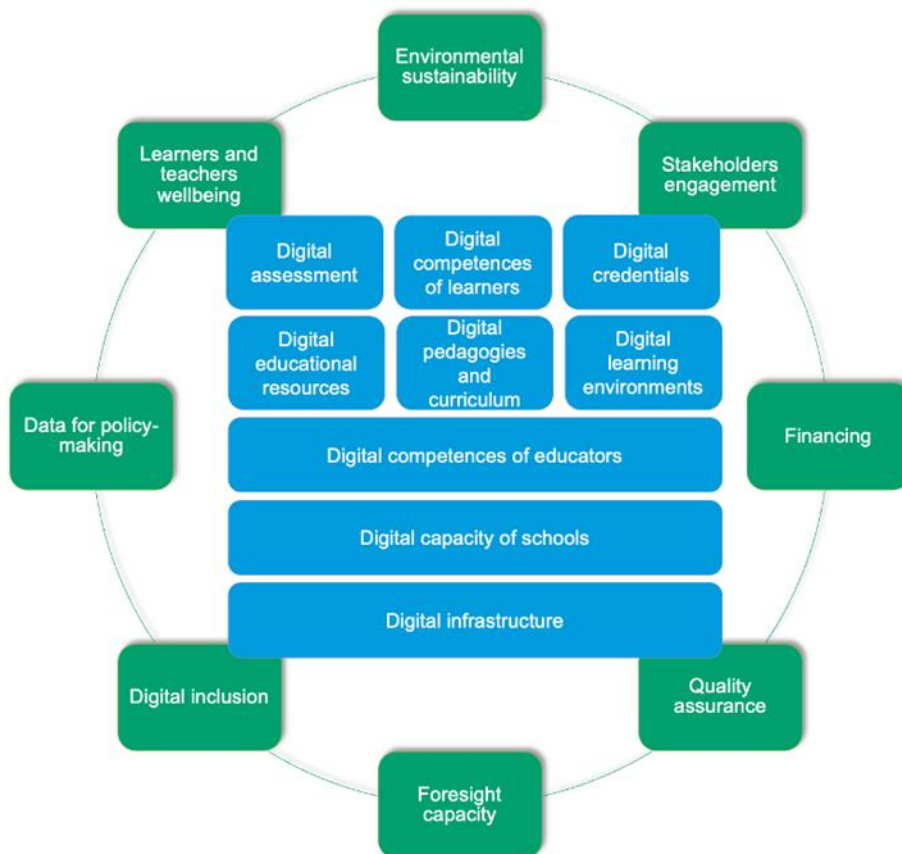 Environmental
sustainability
Learners and
teachers
wellbeing
Stakeholders
engagement
Digital
assessment
Digital
competences
of learners
Digital
credentials
Digital
educational
resources
Digital
pedagogies
and
curriculum
Digital
learning
environments
Data for policy-
making
Digital competences of educators
Financing
Digital capacity of schools
Digital infrastructure
Digital inclusion
Quality
assurance
Foresight
capacity